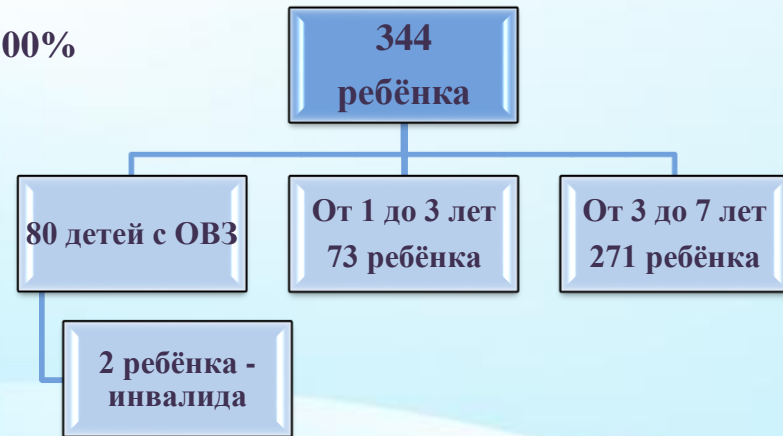 00%
344
ребёнка
80 детей с ОВЗ
От 1 до 3 лет
73 ребёнка
От 3 до 7 лет
271 ребёнка
2 ребёнка -
инвалида